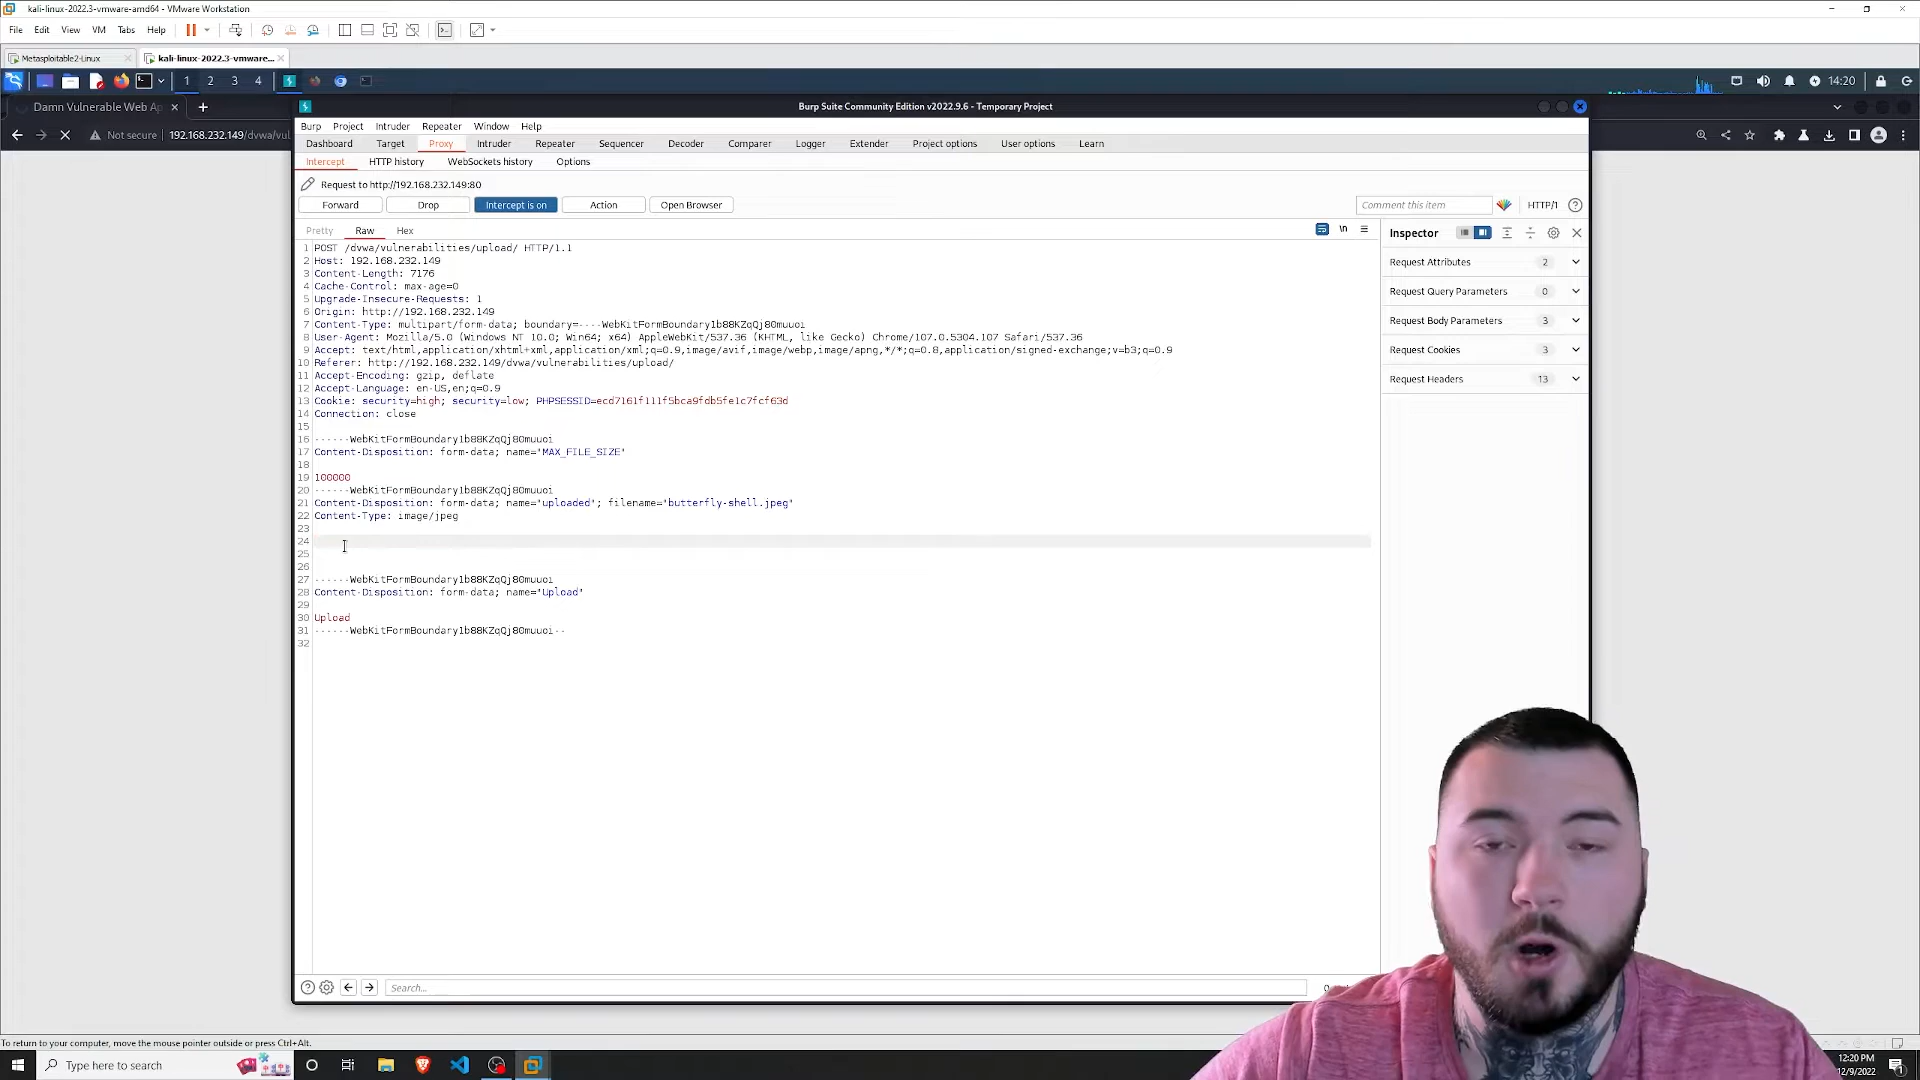 kali-linux-2022.3-vmware-amd64 - VMware Workstation
File Edit View VM Tabs Help
Metasploitable2-Linux kali-linux-2022.3-vmware...
1 2 3 4 14:20
Damn Vulnerable Web Ap
Burp Suite Community Edition v2022.9.6 - Temporary Project
Not secure 192.168.232.149/dvwa/vul
Burp Project Intruder Repeater Window Help
Dashboard Target Proxy Intruder Repeater Sequencer Decoder Comparer Logger Extender Project options User options Learn
Intercept HTTP history WebSockets history Options
Request to http://192.168.232.149:80
Forward Drop Intercept is on Action Open Browser Comment this item HTTP/1 ?
Pretty Raw Hex \n
Inspector
1 POST /dvwa/vulnerabilities/upload/ HTTP/1.1
2 Host: 192.168.232.149
3 Content-Length: 7176
4 Cache-Control: max-age=0
5 Upgrade-Insecure-Requests: 1
6 Origin: http://192.168.232.149
7 Content-Type: multipart/form-data; boundary=----WebKitFormBoundary1b88KZqQj80muuoi
8 User-Agent: Mozilla/5.0 (Windows NT 10.0; Win64; x64) AppleWebKit/537.36 (KHTML, like Gecko) Chrome/107.0.5304.107 Safari/537.36
9 Accept: text/html,application/xhtml+xml,application/xml;q=0.9,image/avif,image/webp,image/apng,*/*;q=0.8,application/signed-exchange;v=b3;q=0.9
10 Referer: http://192.168.232.149/dvwa/vulnerabilities/upload/
11 Accept-Encoding: gzip, deflate
12 Accept-Language: en-US,en;q=0.9
13 Cookie: security=high; security=low; PHPSESSID=ecd7161f111f5bca9fdb5fe1c7fcf63d
14 Connection: close
15
16 ------WebKitFormBoundary1b88KZqQj80muuoi
17 Content-Disposition: form-data; name="MAX_FILE_SIZE"
18
19 100000
20 ------WebKitFormBoundary1b88KZqQj80muuoi
21 Content-Disposition: form-data; name="uploaded"; filename="butterfly-shell.jpeg"
22 Content-Type: image/jpeg
23
24
25
26
27 ------WebKitFormBoundary1b88KZqQj80muuoi
28 Content-Disposition: form-data; name="Upload"
29
30 Upload
31 ------WebKitFormBoundary1b88KZqQj80muuoi--
32
Request Attributes 2
Request Query Parameters 0
Request Body Parameters 3
Request Cookies 3
Request Headers 13
Search...
To return to your computer, move the mouse pointer outside or press Ctrl+Alt.
Type here to search
12:20 PM
12/9/2022